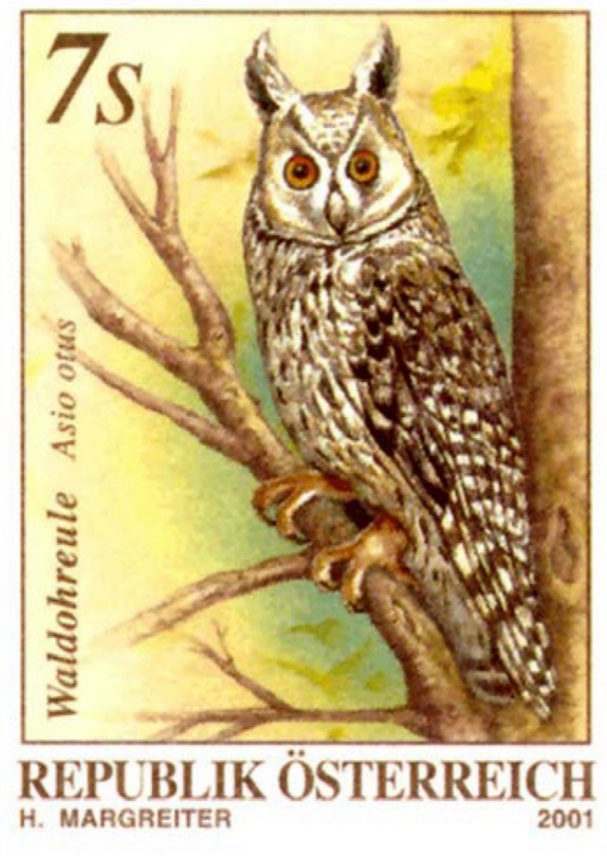 7s
Waldohreule Asio otus
REPUBLIK ÖSTERREICH
H. MARGREITER 2001